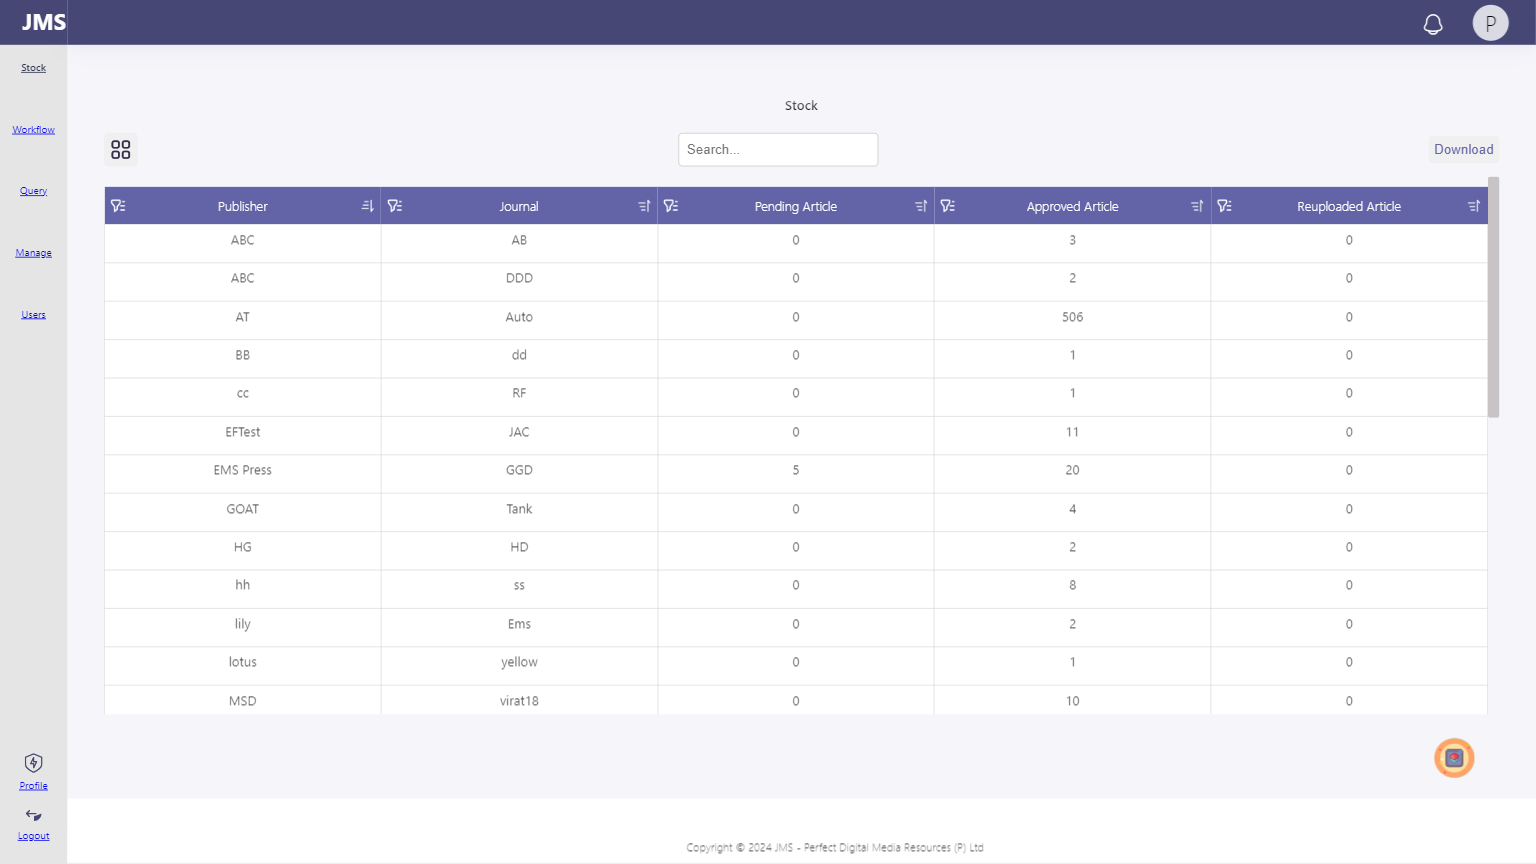 JMS
P
Stock
Workflow
Query
Manage
Users
Profile
Logout
Stock
Search...
Download
Publisher Journal Pending Article Approved Article Reuploaded Article
ABC AB 0 3 0
ABC DDD 0 2 0
AT Auto 0 506 0
BB dd 0 1 0
cc RF 0 1 0
EFTest JAC 0 11 0
EMS Press GGD 5 20 0
GOAT Tank 0 4 0
HG HD 0 2 0
hh ss 0 8 0
lily Ems 0 2 0
lotus yellow 0 1 0
MSD virat18 0 10 0
Copyright © 2024 JMS - Perfect Digital Media Resources (P) Ltd